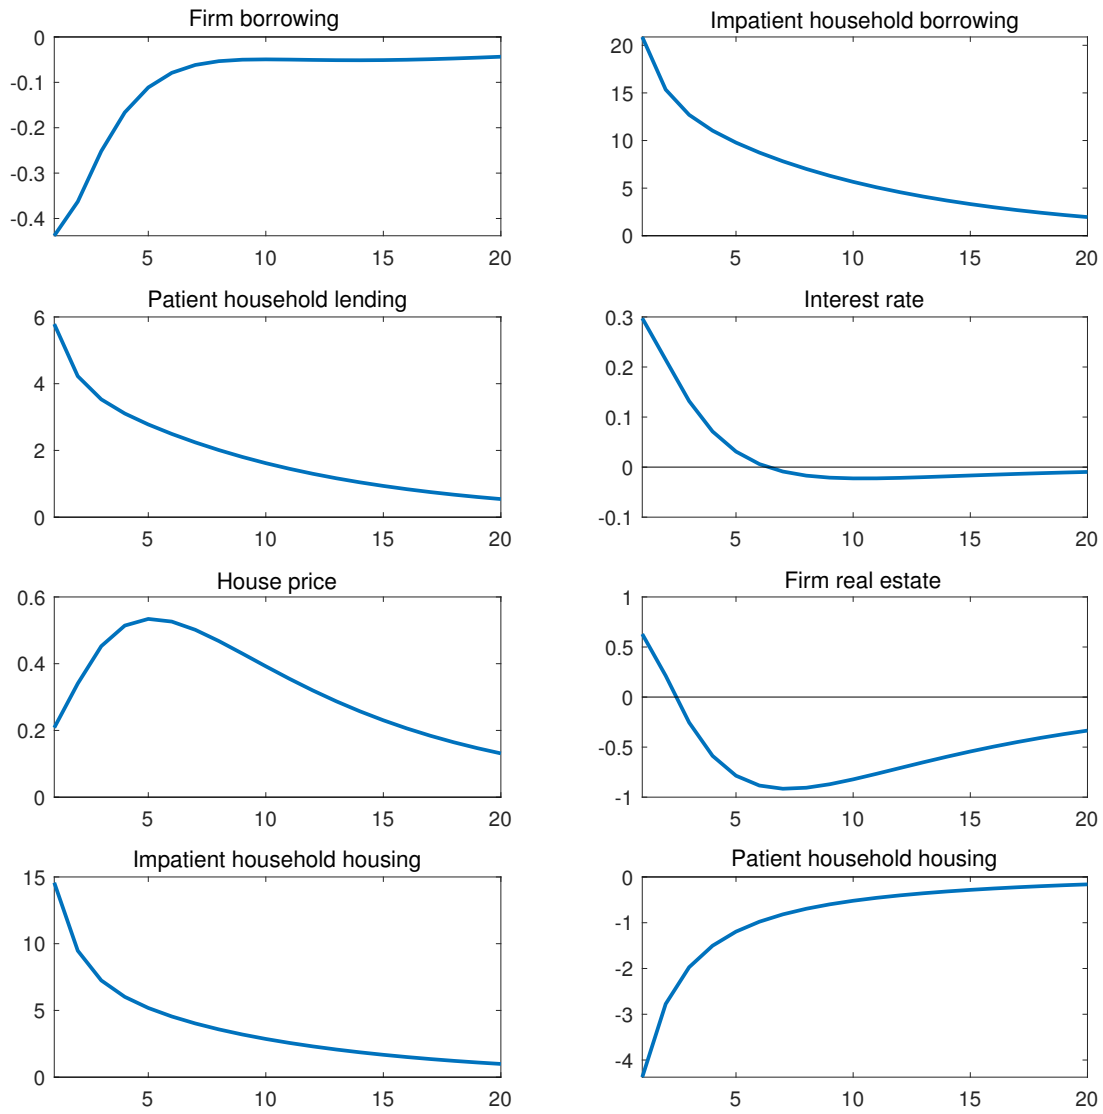 Firm borrowing
0
-0.1
-0.2
-0.3
-0.4
5 10 15 20
Impatient household borrowing
20
15
10
5
0
5 10 15 20
Patient household lending
6
4
2
0
5 10 15 20
Interest rate
0.3
0.2
0.1
0
-0.1
5 10 15 20
House price
0.6
0.4
0.2
0
5 10 15 20
Firm real estate
1
0.5
0
-0.5
-1
5 10 15 20
Impatient household housing
15
10
5
0
5 10 15 20
Patient household housing
0
-1
-2
-3
-4
5 10 15 20